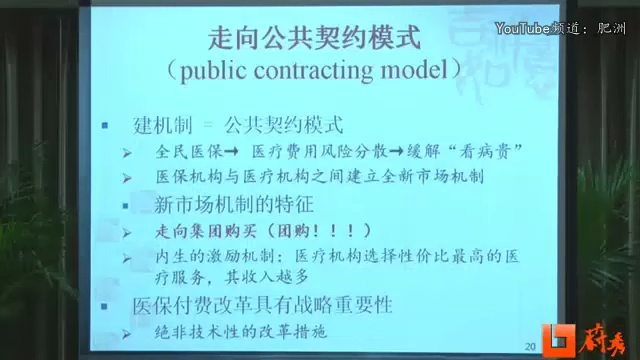 YouTube频道：肥洲
走向公共契约模式
（public contracting model）
建机制 = 公共契约模式
全民医保→ 医疗费用风险分散→缓解“看病贵”
医保机构与医疗机构之间建立全新市场机制
新市场机制的特征
走向集团购买（团购！！！）
内生的激励机制：医疗机构选择性价比最高的医
疗服务，其收入越多
医保付费改革具有战略重要性
绝非技术性的改革措施
20
蔚秀